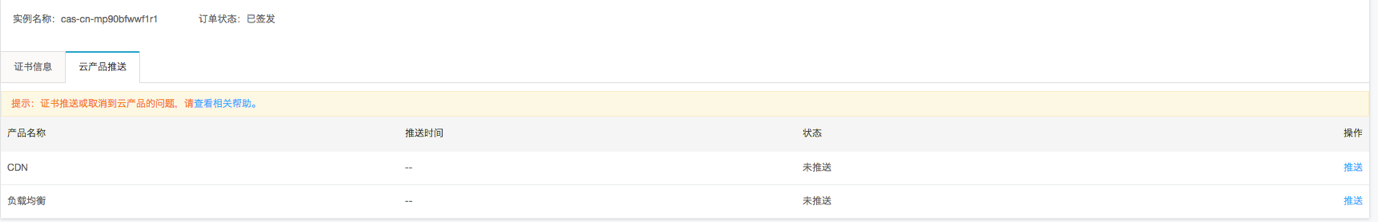 实例名称：cas-cn-mp90bfwwf1r1 订单状态：已签发
证书信息 云产品推送
提示：证书推送或取消到云产品的问题，请查看相关帮助。
产品名称 推送时间 状态 操作
CDN -- 未推送 推送
负载均衡 -- 未推送 推送